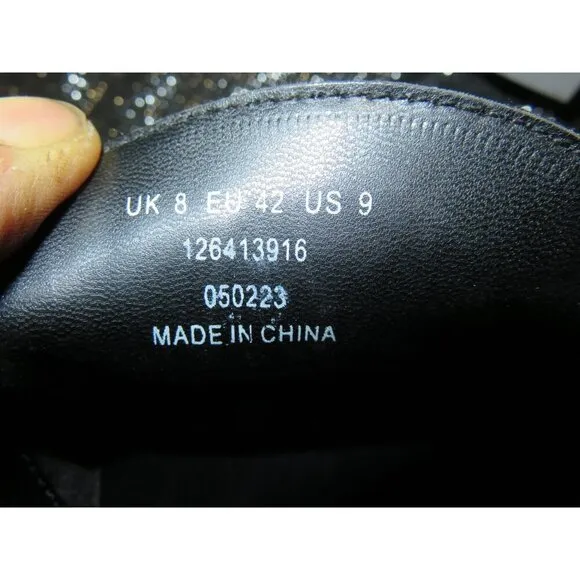 UK 8 EU 42 US 9
126413916
050223
MADE IN CHINA